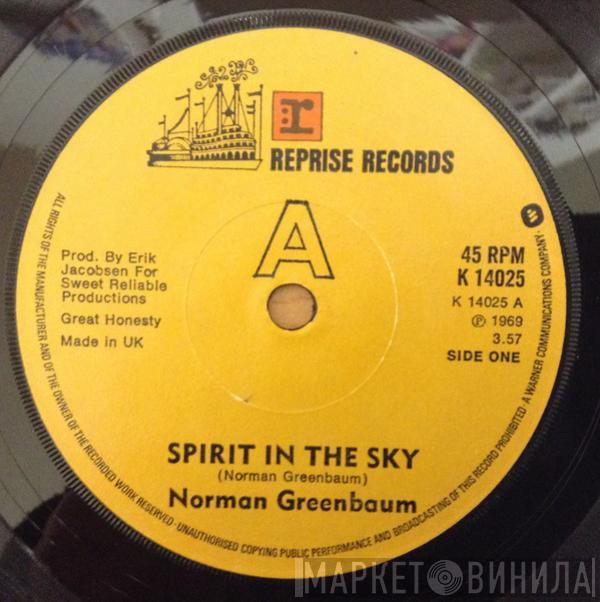 r
REPRISE RECORDS
A
Prod. By Erik
Jacobsen For
Sweet Reliable
Productions
Great Honesty
Made in UK
45 RPM
K 14025
K 14025 A
℗ 1969
3.57
SIDE ONE
SPIRIT IN THE SKY
(Norman Greenbaum)
Norman Greenbaum
ALL RIGHTS OF THE MANUFACTURER AND OF THE OWNER OF THE RECORDED WORK RESERVED · UNAUTHORISED COPYING PUBLIC PERFORMANCE AND BROADCASTING OF THIS RECORD PROHIBITED · A WARNER COMMUNICATIONS COMPANY ·
МАРКЕТ ВИНИЛА